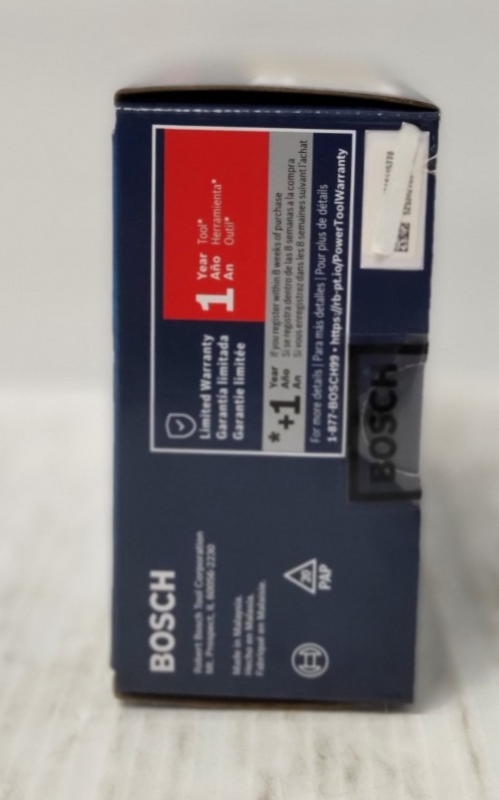 Limited Warranty
Garantía limitada
Garantie limitée
1 Year Tool*
Año Herramienta*
An Outil*
*+1 Year
Año
An
if you register within 8 weeks of purchase
Si se registra dentro de las 8 semanas a la compra
Si vous enregistrez dans les 8 semaines suivant l'achat
For more details | Para más detalles | Pour plus de détails
1-877-BOSCH99 • https://rb-pt.io/PowerToolWarranty
BOSCH
BOSCH
Robert Bosch Tool Corporation
Mt. Prospect, IL 60056-2230
Made in Malaysia.
Hecho en Malasia.
Fabriqué en Malaisie.
20
PAP